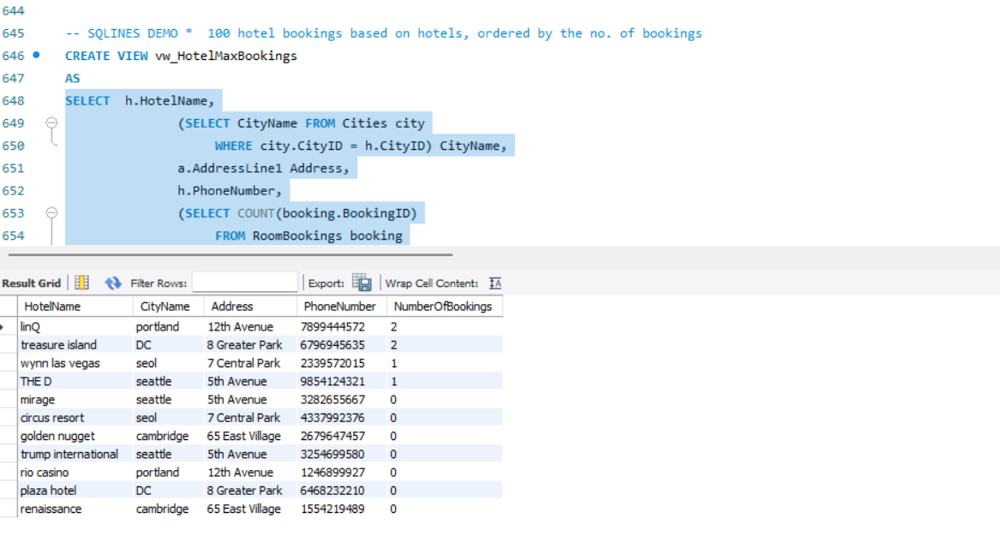 644
645 -- SQLINES DEMO * 100 hotel bookings based on hotels, ordered by the no. of bookings
646 CREATE VIEW vw_HotelMaxBookings
647 AS
648 SELECT h.HotelName,
649 (SELECT CityName FROM Cities city
650 WHERE city.CityID = h.CityID) CityName,
651 a.AddressLine1 Address,
652 h.PhoneNumber,
653 (SELECT COUNT(booking.BookingID)
654 FROM RoomBookings booking
Result Grid Filter Rows: Export: Wrap Cell Content: IA
HotelName CityName Address PhoneNumber NumberOfBookings
linQ portland 12th Avenue 7899444572 2
treasure island DC 8 Greater Park 6796945635 2
wynn las vegas seol 7 Central Park 2339572015 1
THE D seattle 5th Avenue 9854124321 1
mirage seattle 5th Avenue 3282655667 0
circus resort seol 7 Central Park 4337992376 0
golden nugget cambridge 65 East Village 2679647457 0
trump international seattle 5th Avenue 3254699580 0
rio casino portland 12th Avenue 1246899927 0
plaza hotel DC 8 Greater Park 6468232210 0
renaissance cambridge 65 East Village 1554219489 0